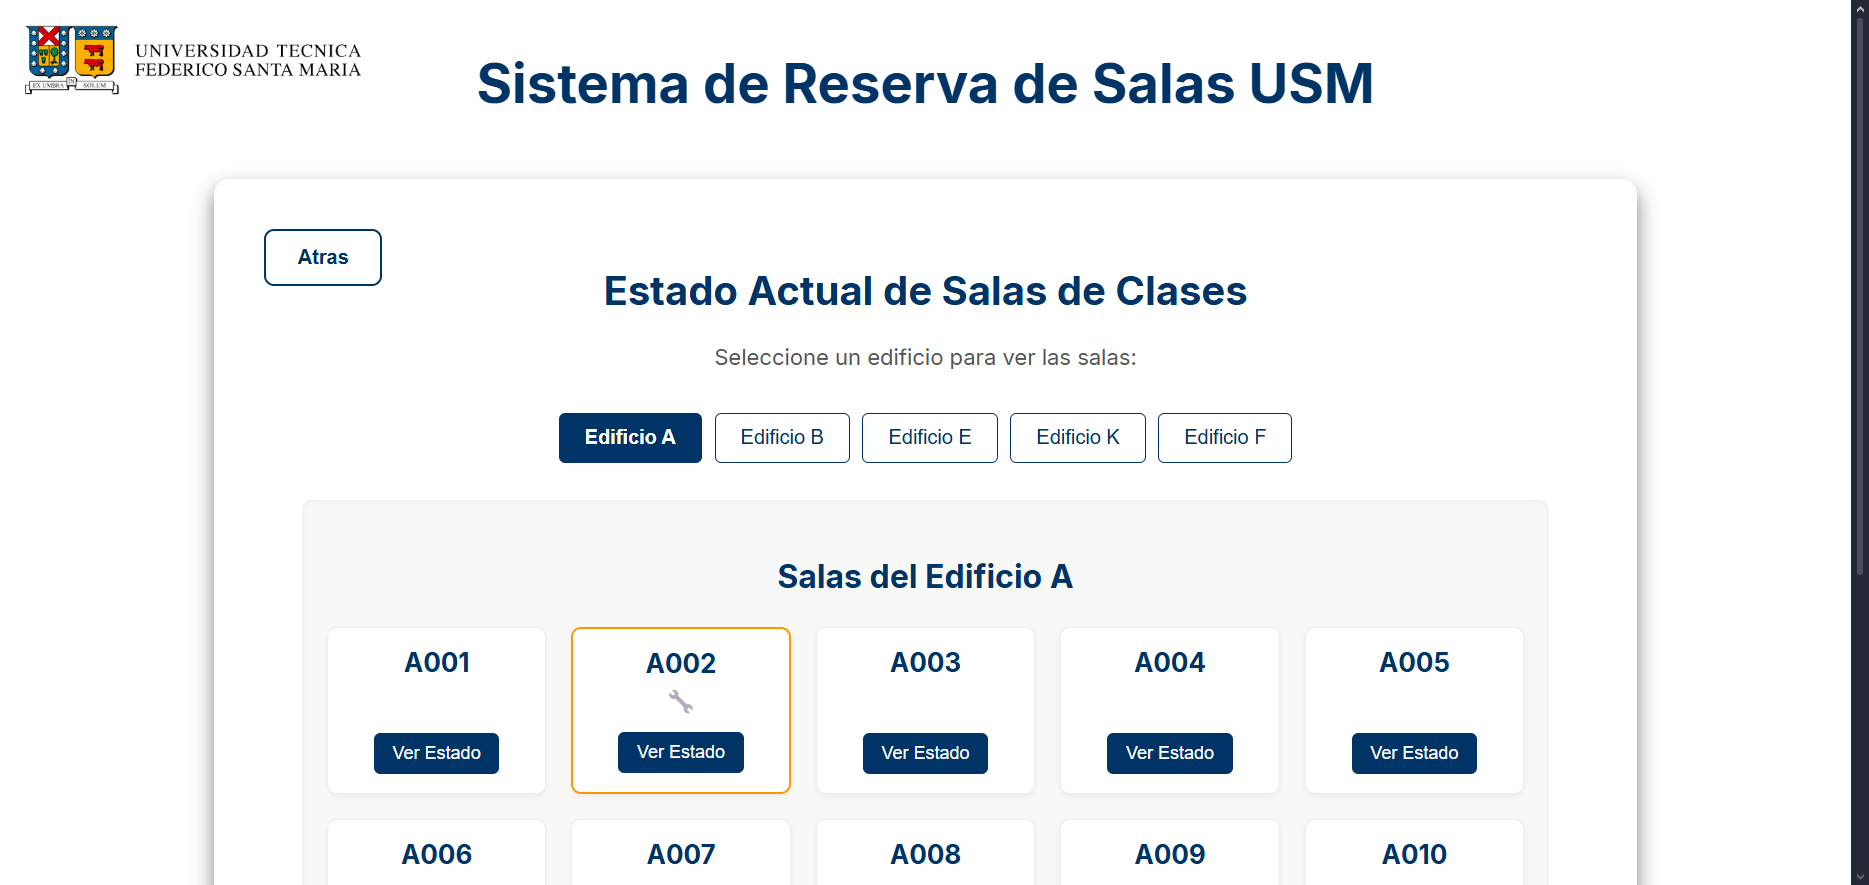 EX UMBRA IN SOLEM
UNIVERSIDAD TECNICA
FEDERICO SANTA MARIA
Sistema de Reserva de Salas USM
Atras
Estado Actual de Salas de Clases
Seleccione un edificio para ver las salas:
Edificio A Edificio B Edificio E Edificio K Edificio F
Salas del Edificio A
A001 A002 A003 A004 A005
Ver Estado Ver Estado Ver Estado Ver Estado Ver Estado
A006 A007 A008 A009 A010